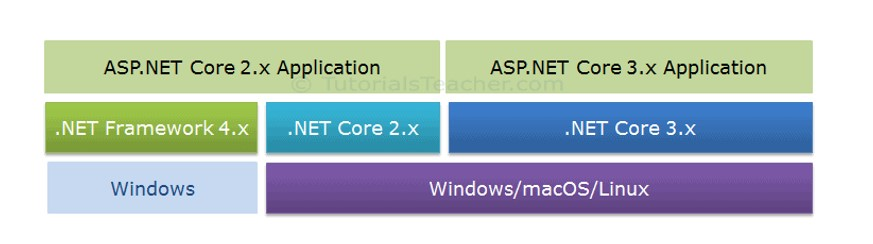 ASP.NET Core 2.x Application
ASP.NET Core 3.x Application
© TutorialsTeacher.com
.NET Framework 4.x
.NET Core 2.x
.NET Core 3.x
Windows
Windows/macOS/Linux